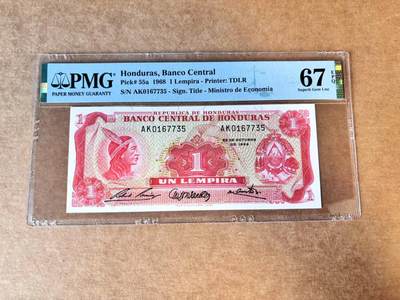 PMG
PAPER MONEY GUARANTY
Honduras, Banco Central
Pick# 55a 1968 1 Lempira - Printer: TDLR
S/N AK0167735 - Sign. Title - Ministro de Economia
67 EPQ
Superb Gem Unc
REPUBLICA DE HONDURAS
BANCO CENTRAL DE HONDURAS
AK0167735 AK0167735
1
1
1
UN LEMPIRA